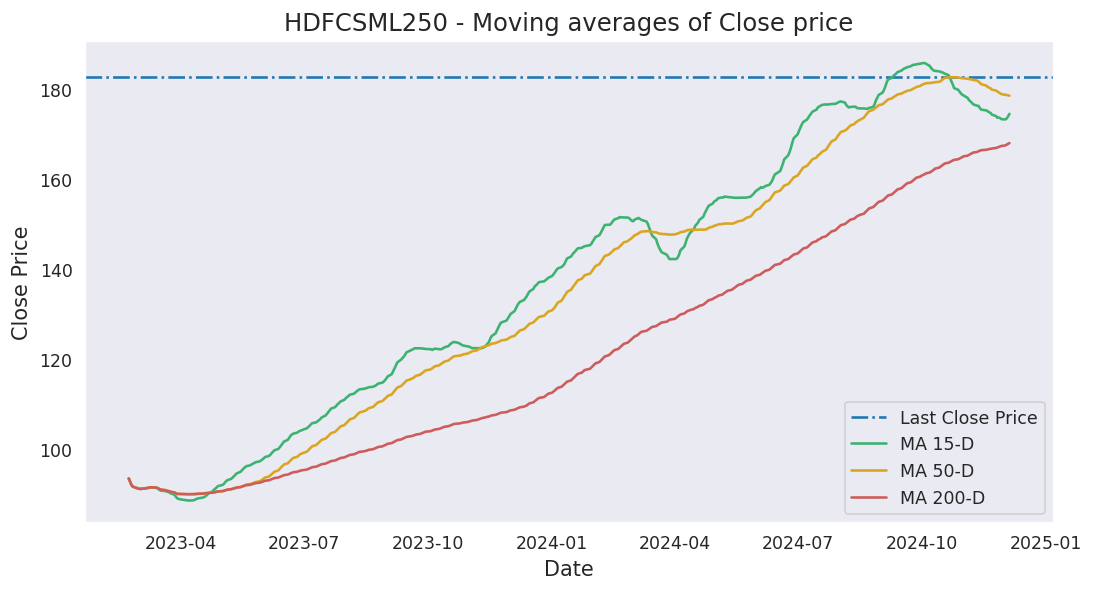 HDFCSML250 - Moving averages of Close price
Close Price
180
160
140
120
100
Last Close Price
MA 15-D
MA 50-D
MA 200-D
2023-04
2023-07
2023-10
2024-01
2024-04
2024-07
2024-10
2025-01
Date